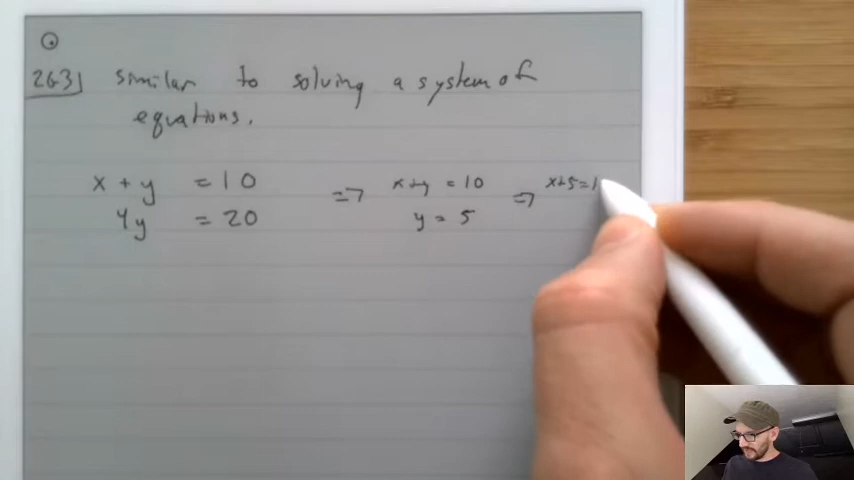 2631 similar to solving a system of
equations.
x + y = 10 => x+y = 10 => x+5=1
4y = 20 y = 5